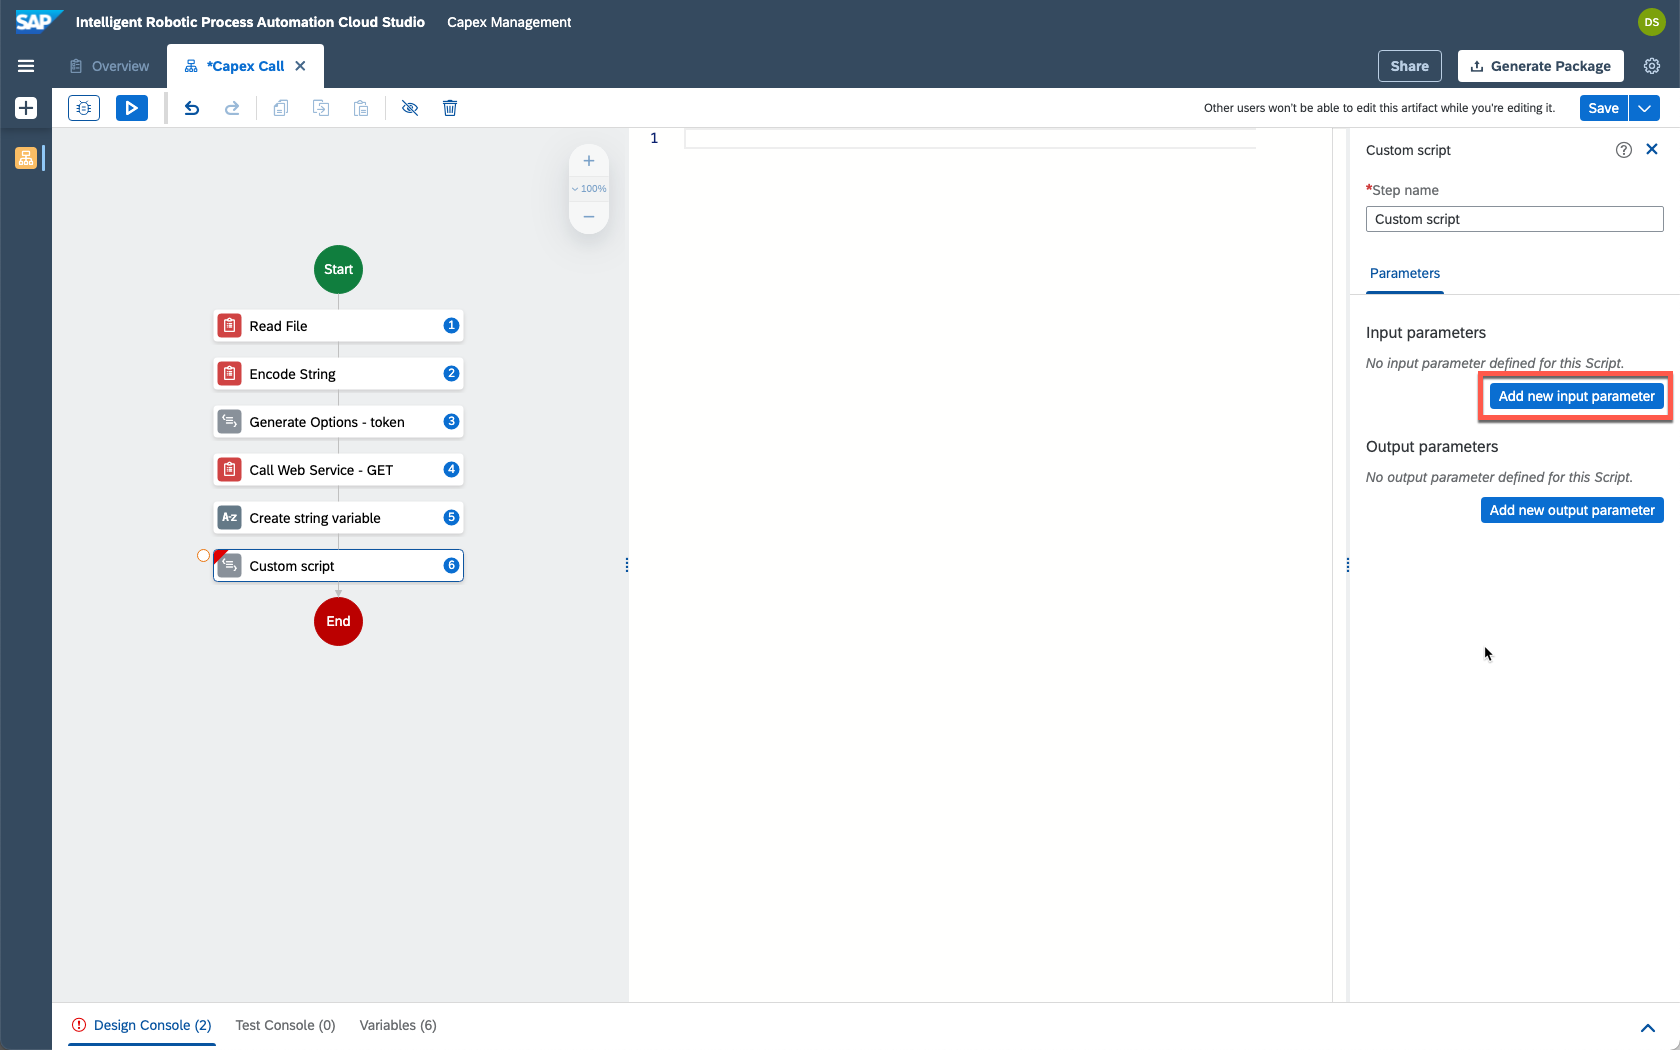 SAP Intelligent Robotic Process Automation Cloud Studio Capex Management DS
Overview *Capex Call Share Generate Package
Other users won't be able to edit this artifact while you're editing it. Save
1
100%
Start
Read File 1
Encode String 2
Generate Options - token 3
Call Web Service - GET 4
A-z Create string variable 5
Custom script 6
End
Custom script ?
*Step name
Custom script
Parameters
Input parameters
No input parameter defined for this Script.
Add new input parameter
Output parameters
No output parameter defined for this Script.
Add new output parameter
Design Console (2) Test Console (0) Variables (6)